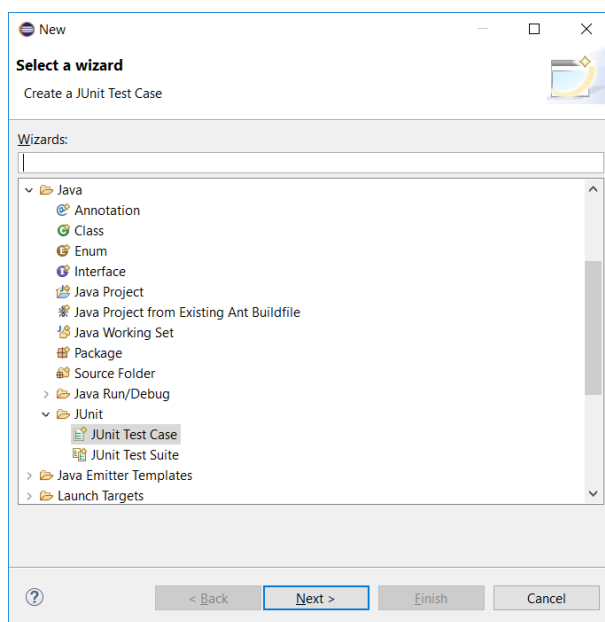 New
Select a wizard
Create a JUnit Test Case
Wizards:
Java
Annotation
Class
Enum
Interface
Java Project
Java Project from Existing Ant Buildfile
Java Working Set
Package
Source Folder
Java Run/Debug
JUnit
JUnit Test Case
JUnit Test Suite
Java Emitter Templates
Launch Targets
< Back Next > Finish Cancel